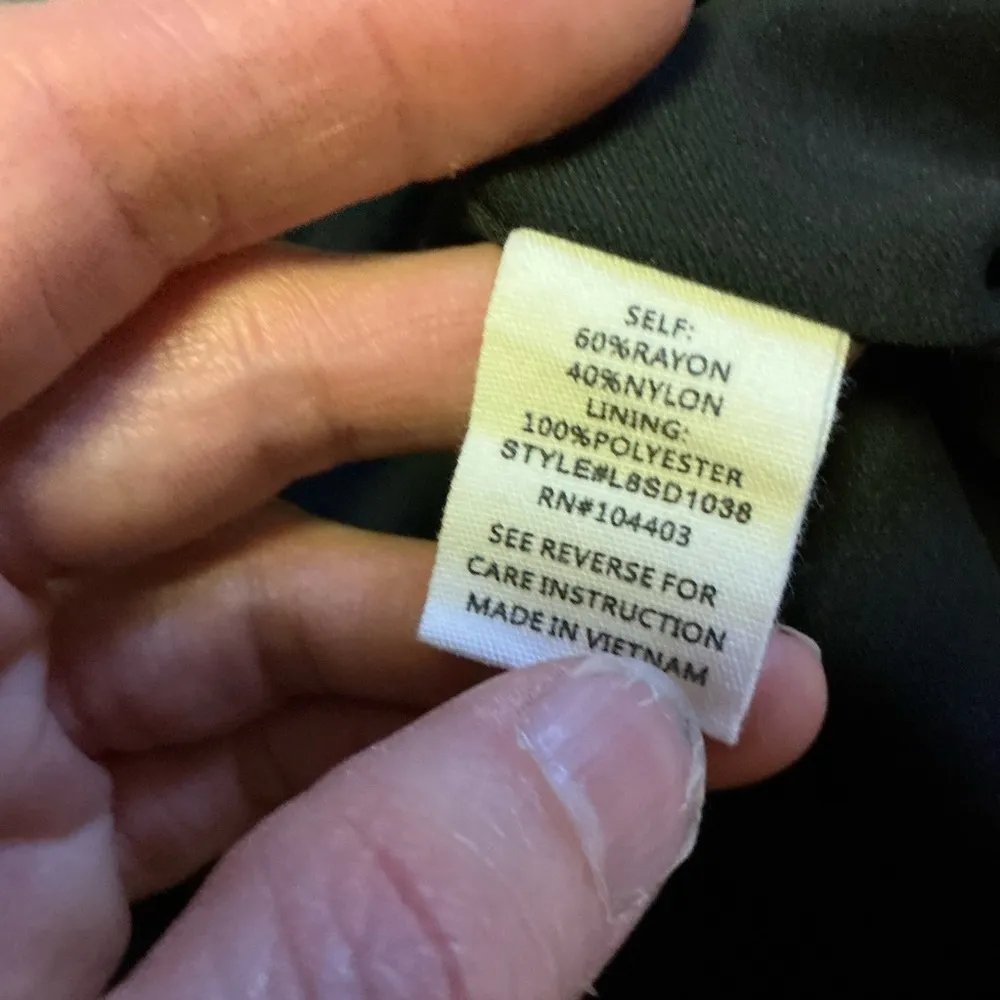 SELF:
60%RAYON
40%NYLON
LINING:
100%POLYESTER
STYLE#L8SD1038
RN#104403
SEE REVERSE FOR
CARE INSTRUCTION
MADE IN VIETNAM